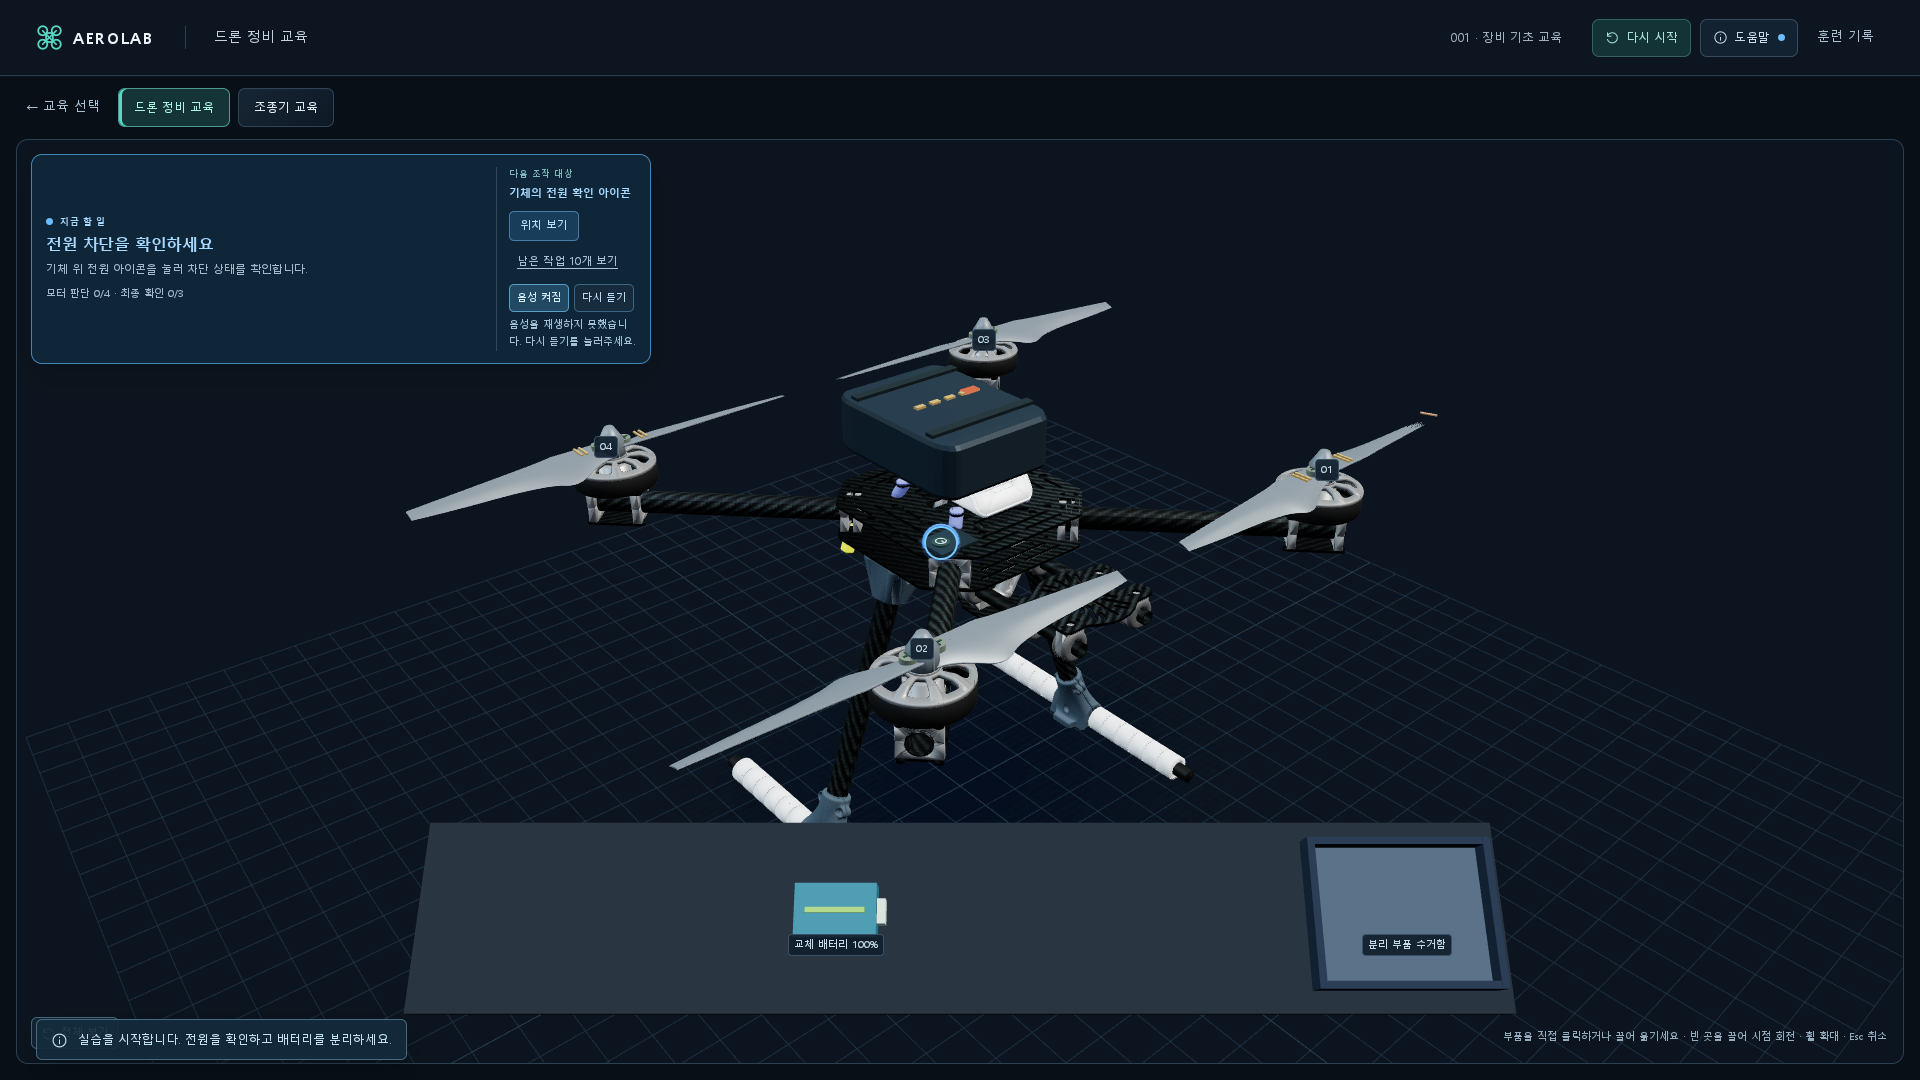 AEROLAB
드론 정비 교육
001 · 장비 기초 교육
다시 시작
도움말
훈련 기록
← 교육 선택
드론 정비 교육
조종기 교육
지금 할 일
전원 차단을 확인하세요
기체 위 전원 아이콘을 눌러 차단 상태를 확인합니다.
모터 판단 0/4 · 최종 확인 0/3
다음 조작 대상
기체의 전원 확인 아이콘
위치 보기
남은 작업 10개 보기
음성 켜짐
다시 듣기
음성을 재생하지 못했습니
다. 다시 듣기를 눌러주세요.
03
04
01
02
교체 배터리 100%
분리 부품 수거함
실습을 시작합니다. 전원을 확인하고 배터리를 분리하세요.
부품을 직접 클릭하거나 끌어 옮기세요 · 빈 곳을 끌어 시점 회전 · 휠 확대 · Esc 취소